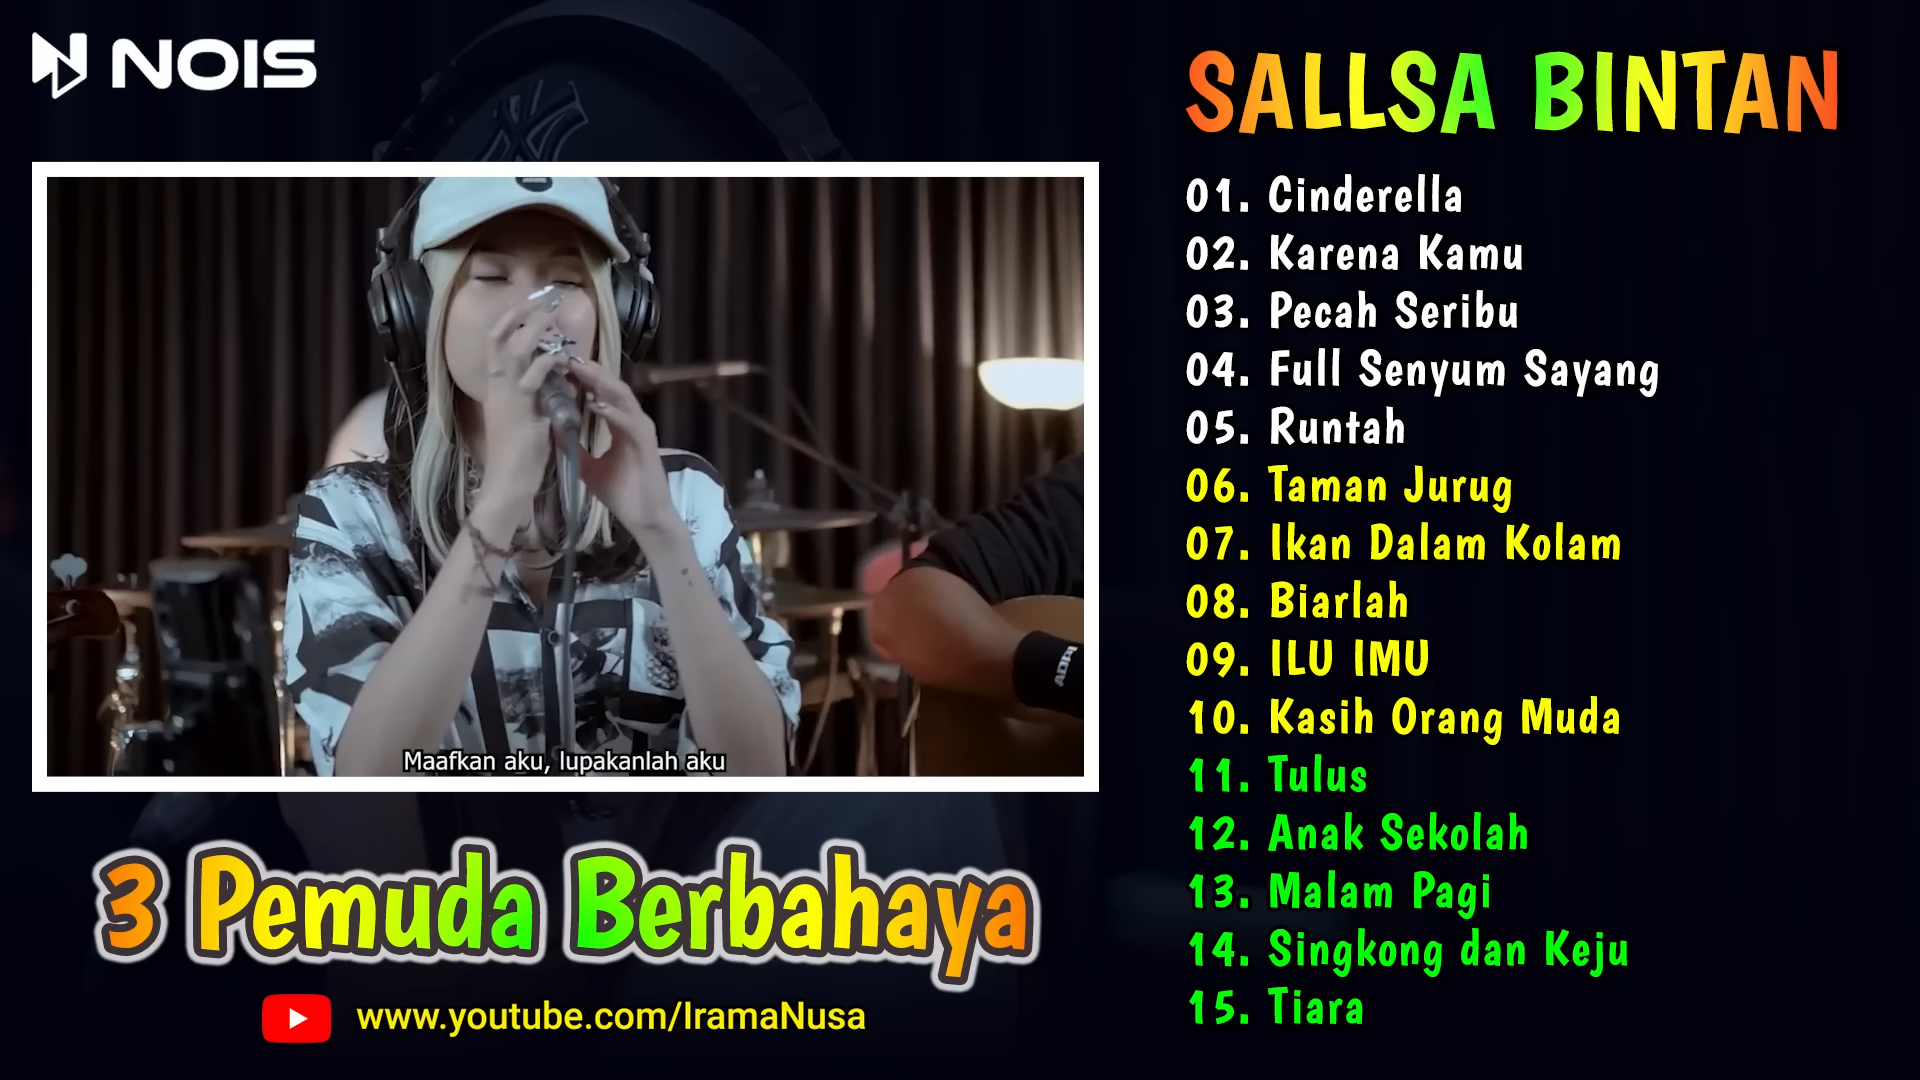 NOIS
SALLSA BINTAN
01. Cinderella
02. Karena Kamu
03. Pecah Seribu
04. Full Senyum Sayang
05. Runtah
06. Taman Jurug
07. Ikan Dalam Kolam
08. Biarlah
09. ILU IMU
10. Kasih Orang Muda
11. Tulus
12. Anak Sekolah
13. Malam Pagi
14. Singkong dan Keju
15. Tiara
Maafkan aku, lupakanlah aku
3 Pemuda Berbahaya
www.youtube.com/IramaNusa